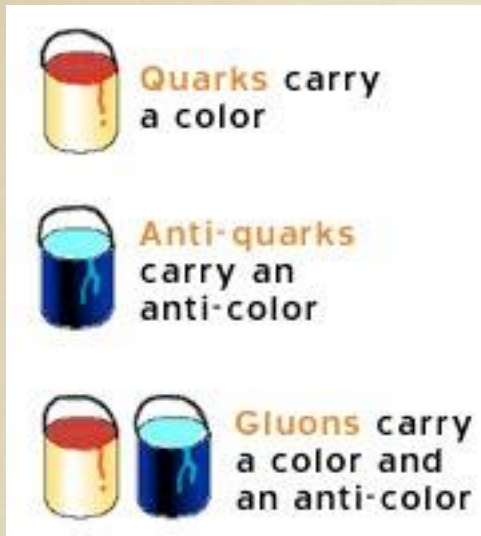 Quarks carry
a color
Anti-quarks
carry an
anti-color
Gluons carry
a color and
an anti-color